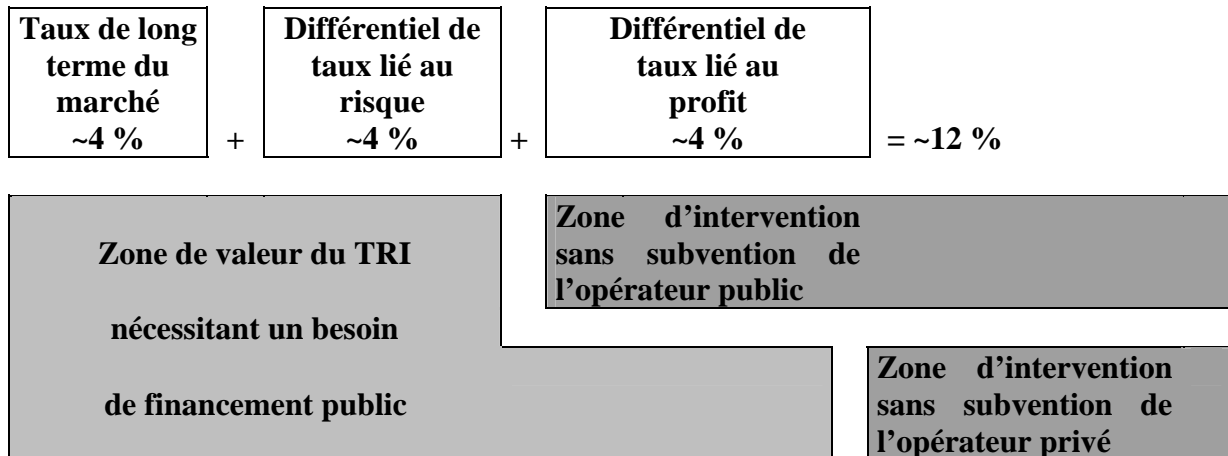 Taux de long
terme du
marché
~4 %
+
Différentiel de
taux lié au
risque
~4 %
+
Différentiel de
taux lié au
profit
~4 %
= ~12 %
Zone de valeur du TRI
nécessitant un besoin
de financement public
Zone d’intervention
sans subvention de
l’opérateur public
Zone d’intervention
sans subvention de
l’opérateur privé